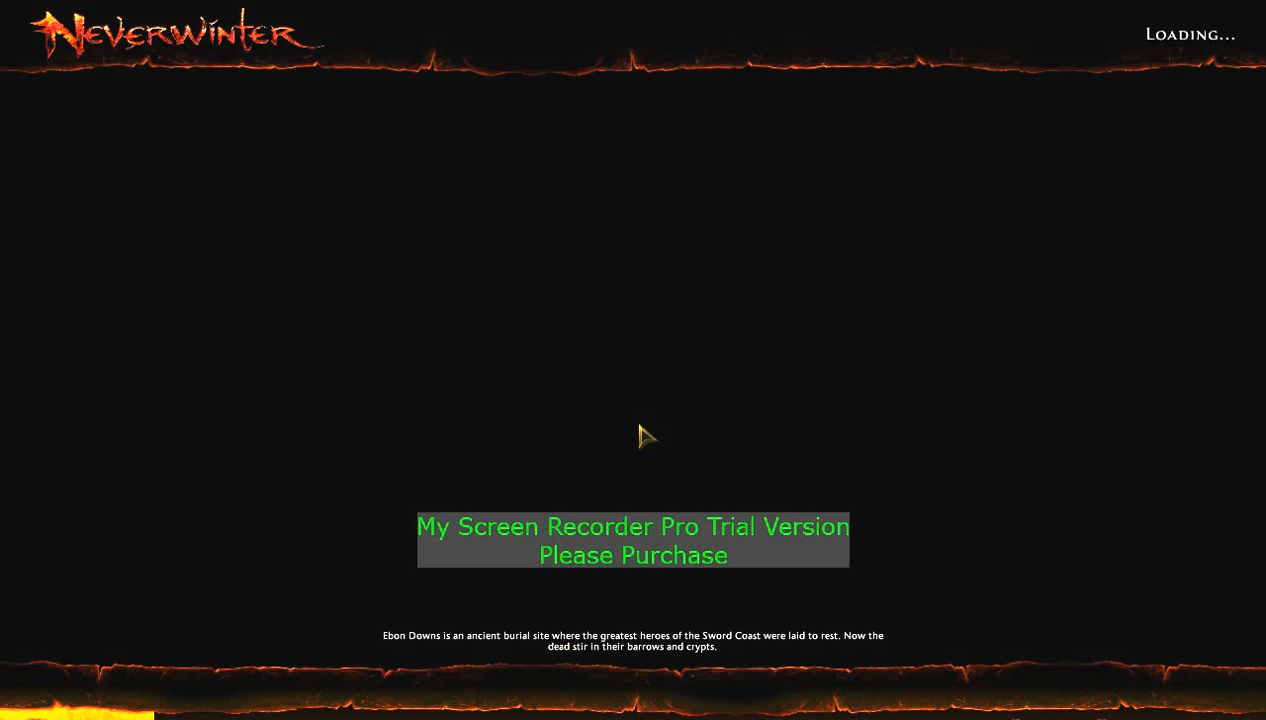 NEVERWINTER
LOADING...
My Screen Recorder Pro Trial Version
Please Purchase
Ebon Downs is an ancient burial site where the greatest heroes of the Sword Coast were laid to rest. Now the
dead stir in their barrows and crypts.